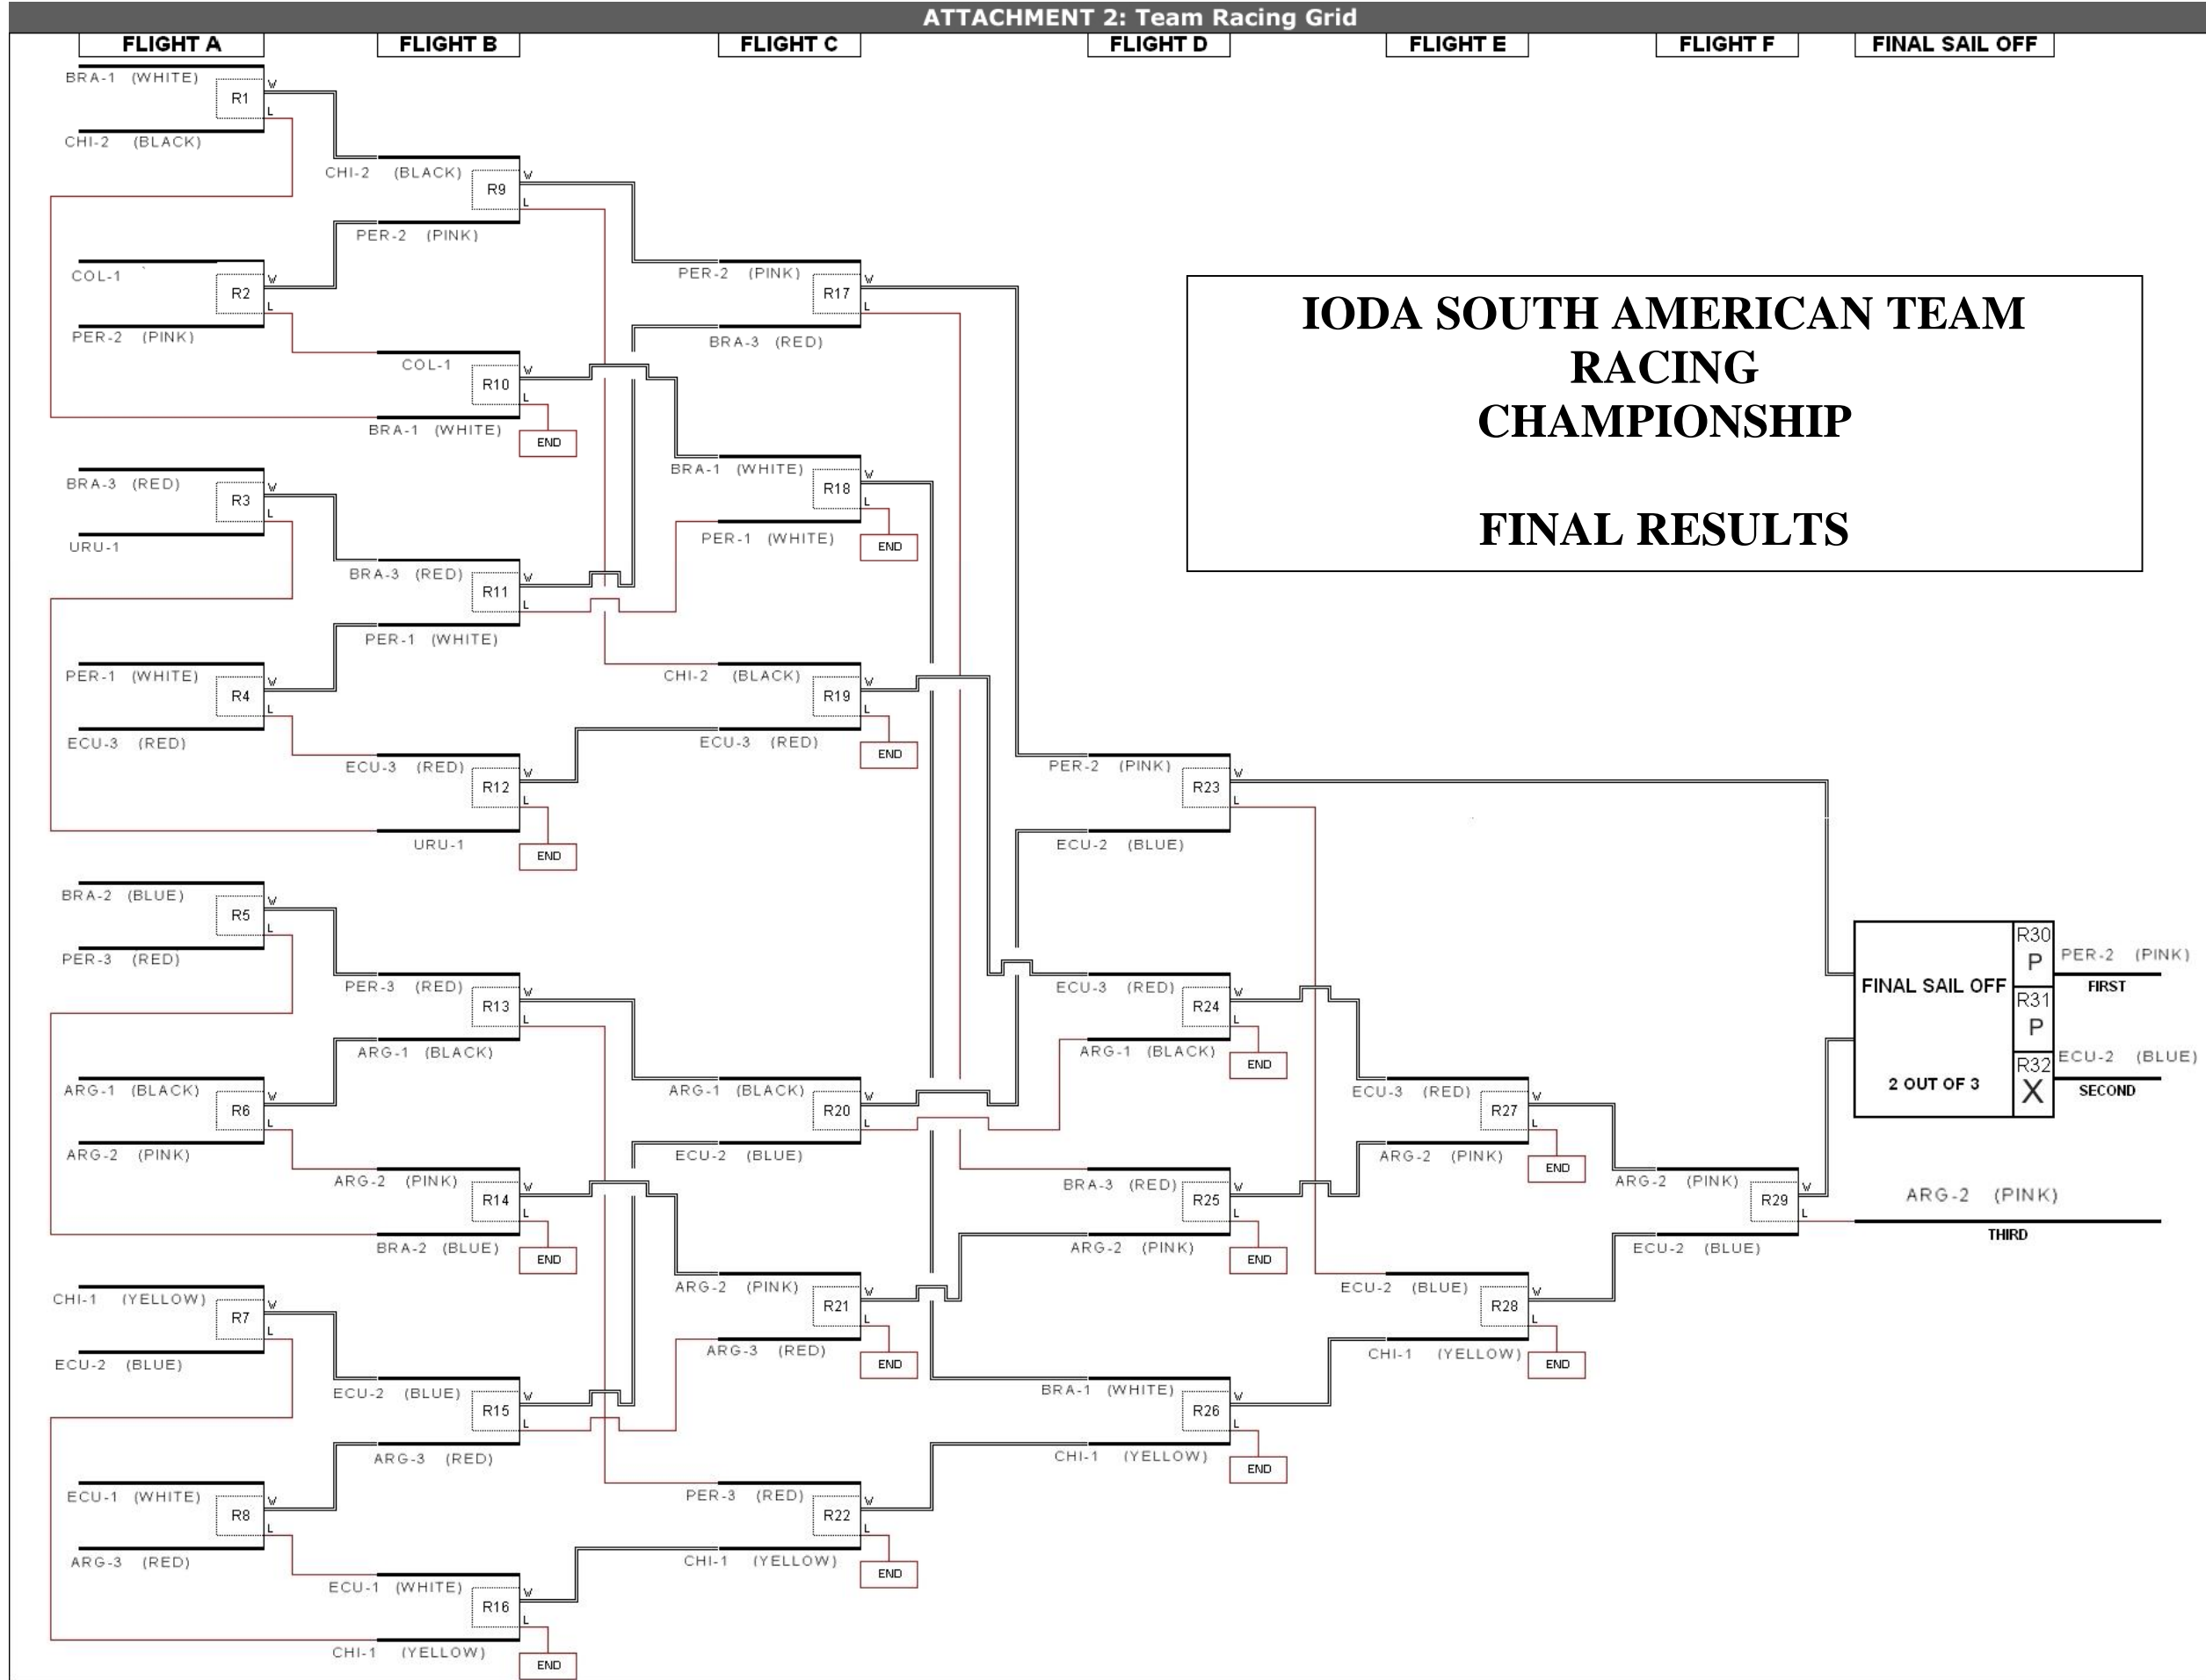 ATTACHMENT 2: Team Racing Grid
FLIGHT A
FLIGHT B
FLIGHT C
FLIGHT D
FLIGHT E
FLIGHT F
FINAL SAIL OFF
BRA-1 (WHITE)
R1
W
L
CHI-2 (BLACK)
COL-1
R2
W
L
PER-2 (PINK)
BRA-3 (RED)
R3
W
L
URU-1
PER-1 (WHITE)
R4
W
L
ECU-3 (RED)
BRA-2 (BLUE)
R5
W
L
PER-3 (RED)
ARG-1 (BLACK)
R6
W
L
ARG-2 (PINK)
CHI-1 (YELLOW)
R7
W
L
ECU-2 (BLUE)
ECU-1 (WHITE)
R8
W
L
ARG-3 (RED)
CHI-2 (BLACK)
R9
W
L
PER-2 (PINK)
COL-1
R10
W
L
BRA-1 (WHITE)
END
BRA-3 (RED)
R11
W
L
PER-1 (WHITE)
ECU-3 (RED)
R12
W
L
URU-1
END
PER-3 (RED)
R13
W
L
ARG-1 (BLACK)
ARG-2 (PINK)
R14
W
L
BRA-2 (BLUE)
END
ECU-2 (BLUE)
R15
W
L
ARG-3 (RED)
ECU-1 (WHITE)
R16
W
L
CHI-1 (YELLOW)
END
PER-2 (PINK)
R17
W
L
BRA-3 (RED)
BRA-1 (WHITE)
R18
W
L
PER-1 (WHITE)
END
CHI-2 (BLACK)
R19
W
L
ECU-3 (RED)
END
ARG-1 (BLACK)
R20
W
L
ECU-2 (BLUE)
ARG-2 (PINK)
R21
W
L
ARG-3 (RED)
END
PER-3 (RED)
R22
W
L
CHI-1 (YELLOW)
END
IODA SOUTH AMERICAN TEAM
RACING
CHAMPIONSHIP
FINAL RESULTS
PER-2 (PINK)
R23
W
L
ECU-2 (BLUE)
ECU-3 (RED)
R24
W
L
ARG-1 (BLACK)
END
BRA-3 (RED)
R25
W
L
ARG-2 (PINK)
END
BRA-1 (WHITE)
R26
W
L
CHI-1 (YELLOW)
END
ECU-3 (RED)
R27
W
L
ARG-2 (PINK)
END
ECU-2 (BLUE)
R28
W
L
CHI-1 (YELLOW)
END
ARG-2 (PINK)
R29
W
L
ECU-2 (BLUE)
FINAL SAIL OFF
2 OUT OF 3
R30
P
R31
P
R32
X
PER-2 (PINK)
FIRST
ECU-2 (BLUE)
SECOND
ARG-2 (PINK)
THIRD